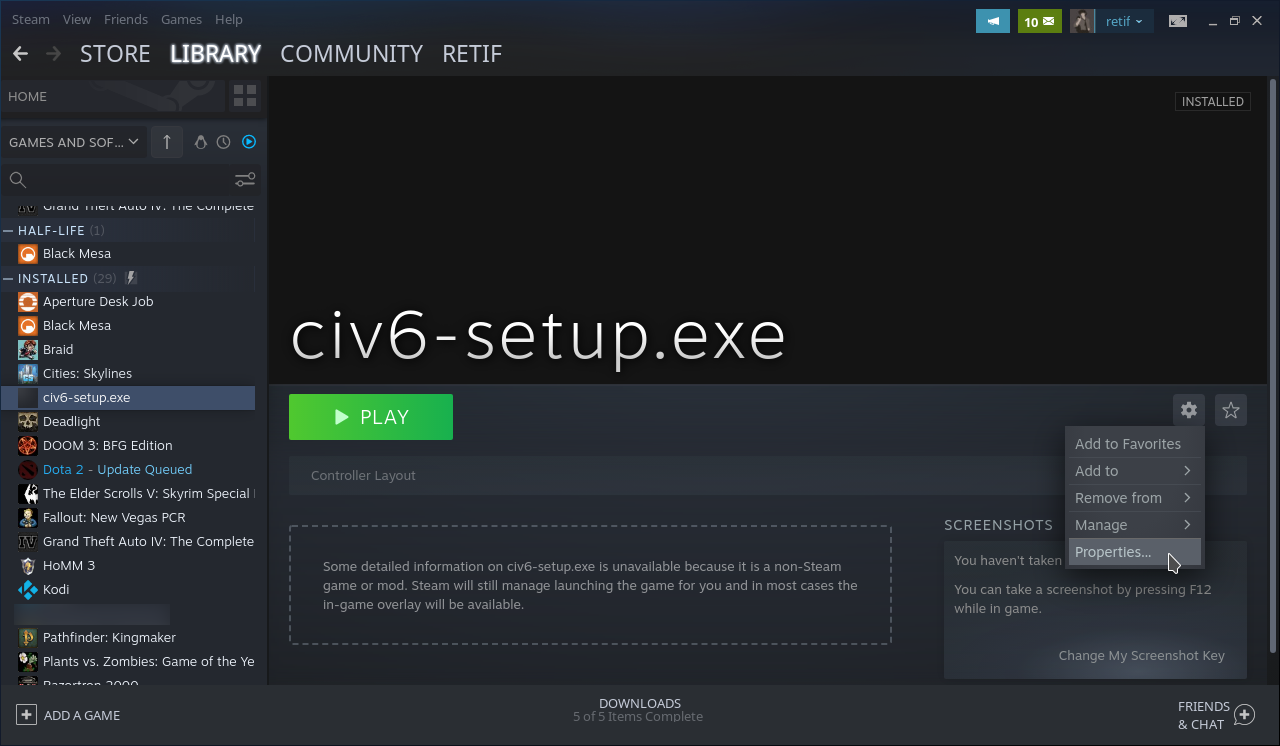 Steam View Friends Games Help
10
retif
STORE LIBRARY COMMUNITY RETIF
HOME
GAMES AND SOF...
Grand Theft Auto IV: The Complete
HALF-LIFE (1)
Black Mesa
INSTALLED (29)
Aperture Desk Job
Black Mesa
Braid
Cities: Skylines
civ6-setup.exe
Deadlight
DOOM 3: BFG Edition
Dota 2 - Update Queued
The Elder Scrolls V: Skyrim Special
Fallout: New Vegas PCR
Grand Theft Auto IV: The Complete
HoMM 3
Kodi
Pathfinder: Kingmaker
Plants vs. Zombies: Game of the Ye
Razortron 2000
INSTALLED
civ6-setup.exe
PLAY
Controller Layout
Add to Favorites
Add to
Remove from
Manage
Properties...
Some detailed information on civ6-setup.exe is unavailable because it is a non-Steam
game or mod. Steam will still manage launching the game for you and in most cases the
in-game overlay will be available.
SCREENSHOTS
You haven't taken
You can take a screenshot by pressing F12
while in game.
Change My Screenshot Key
ADD A GAME
DOWNLOADS
5 of 5 Items Complete
FRIENDS
& CHAT